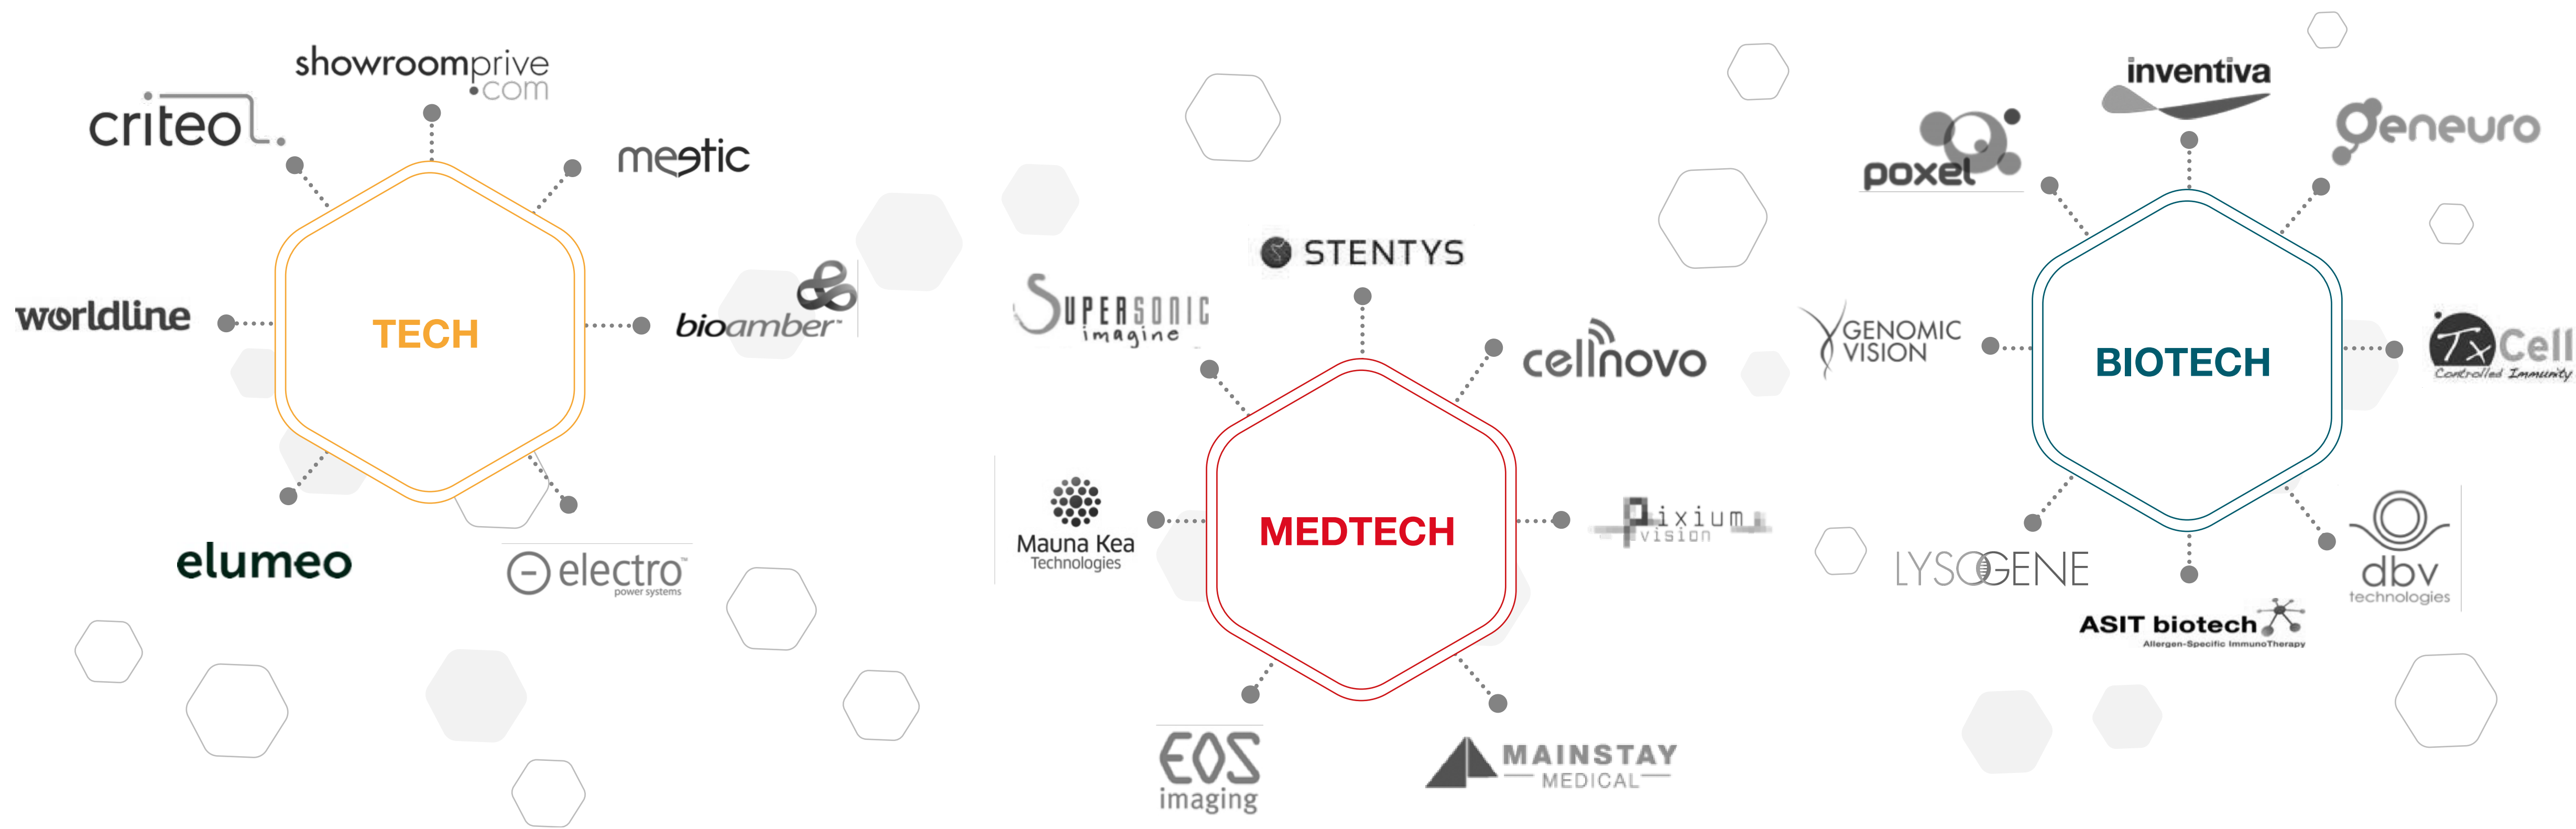 showroomprive
.com
criteo
meetic
worldline
TECH
bioamber™
elumeo
electro™
power systems
STENTYS
SUPERSONIC
imagine
cellnovo
Mauna Kea
Technologies
MEDTECH
Pixium
vision
EOS
imaging
MAINSTAY
MEDICAL
inventiva
poxel
Geneuro
GENOMIC
VISION
BIOTECH
TxCell
Controlled Immunity
LYSOGENE
dbv
technologies
ASIT biotech
Allergen-Specific ImmunoTherapy